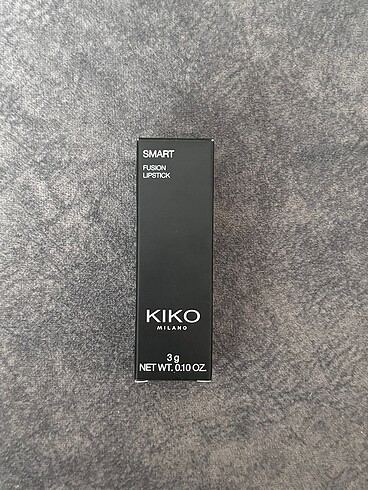 SMART
FUSION
LIPSTICK
KIKO
MILANO
3 g
NET WT. 0.10 OZ.